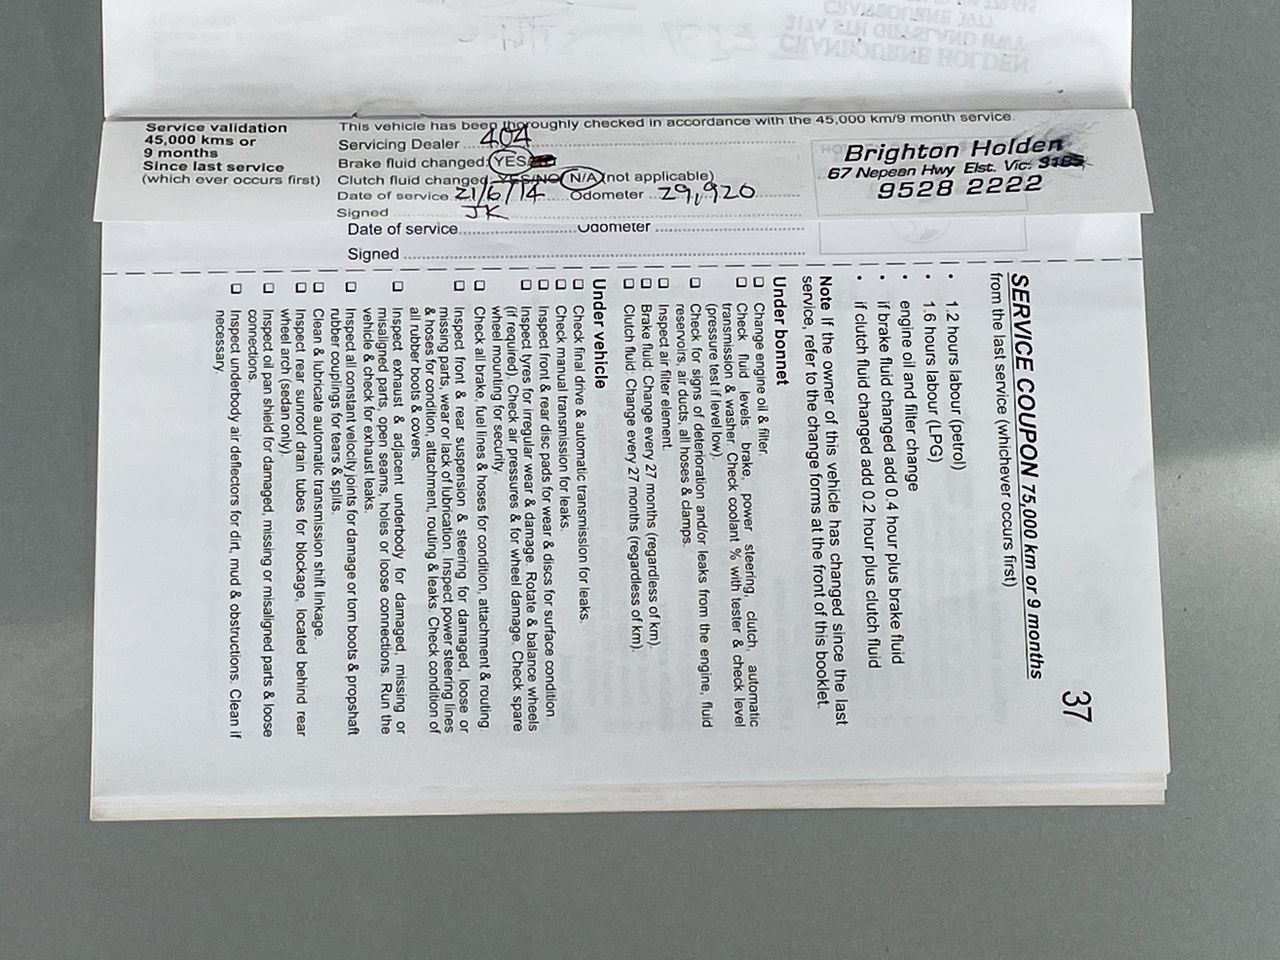 Service validation
45,000 kms or
9 months
Since last service
(which ever occurs first)
This vehicle has been thoroughly checked in accordance with the 45,000 km/9 month service.
Servicing Dealer 404
Brake fluid changed: YES/
Clutch fluid changed YES/NO N/A (not applicable)
Date of service 21/6/14 Odometer 29,920
Signed JK
Brighton Holden
67 Nepean Hwy Elst. Vic. 3185
9528 2222
Date of service Odometer
Signed
37
SERVICE COUPON 75,000 km or 9 months
from the last service (whichever occurs first)
• 1.2 hours labour (petrol)
• 1.6 hours labour (LPG)
• engine oil and filter change
• if brake fluid changed add 0.4 hour plus brake fluid
• if clutch fluid changed add 0.2 hour plus clutch fluid
Note If the owner of this vehicle has changed since the last
service, refer to the change forms at the front of this booklet.
Under bonnet
☐ Change engine oil & filter.
☐ Check fluid levels: brake, power steering, clutch, automatic
transmission & washer. Check coolant % with tester & check level
(pressure test if level low).
☐ Check for signs of deterioration and/or leaks from the engine, fluid
reservoirs, air ducts, all hoses & clamps.
☐ Inspect air filter element.
☐ Brake fluid: Change every 27 months (regardless of km).
☐ Clutch fluid: Change every 27 months (regardless of km).
Under vehicle
☐ Check final drive & automatic transmission for leaks.
☐ Check manual transmission for leaks.
☐ Inspect front & rear disc pads for wear & discs for surface condition.
☐ Inspect tyres for irregular wear & damage. Rotate & balance wheels
(if required). Check air pressures & for wheel damage. Check spare
wheel mounting for security.
☐ Check all brake, fuel lines & hoses for condition, attachment & routing.
☐ Inspect front & rear suspension & steering for damaged, loose or
missing parts, wear or lack of lubrication. Inspect power steering lines
& hoses for condition, attachment, routing & leaks. Check condition of
all rubber boots & covers.
☐ Inspect exhaust & adjacent underbody for damaged, missing or
misaligned parts, open seams, holes or loose connections. Run the
vehicle & check for exhaust leaks.
☐ Inspect all constant velocity joints for damage or torn boots & propshaft
rubber couplings for tears & splits.
☐ Clean & lubricate automatic transmission shift linkage.
☐ Inspect rear sunroof drain tubes for blockage, located behind rear
wheel arch (sedan only).
☐ Inspect oil pan shield for damaged, missing or misaligned parts & loose
connections.
☐ Inspect underbody air deflectors for dirt, mud & obstructions. Clean if
necessary.